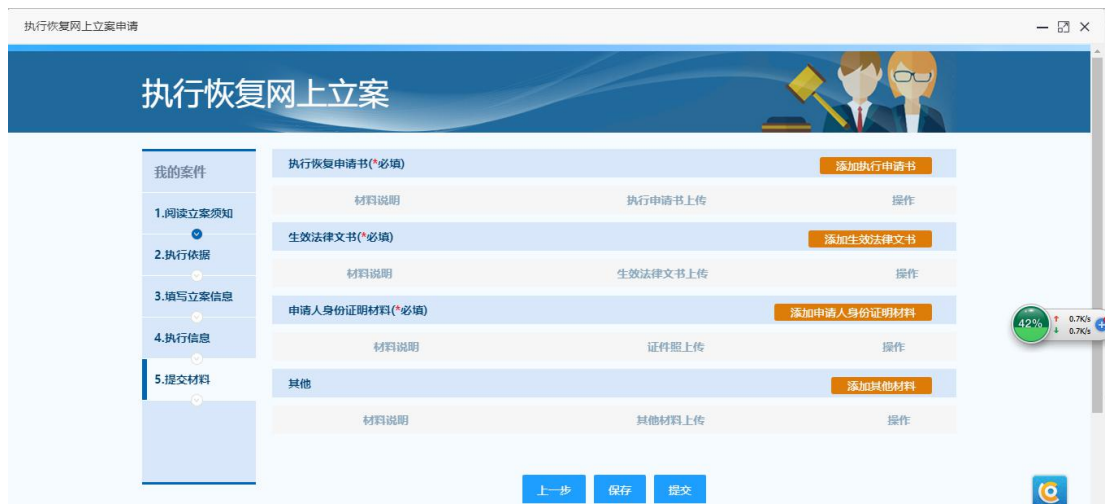 执行恢复网上立案申请
执行恢复网上立案
我的案件
1.阅读立案须知
2.执行依据
3.填写立案信息
4.执行信息
5.提交材料
执行恢复申请书(*必填) 添加执行申请书
材料说明 执行申请书上传 操作
生效法律文书(*必填) 添加生效法律文书
材料说明 生效法律文书上传 操作
申请人身份证明材料(*必填) 添加申请人身份证明材料
材料说明 证件照上传 操作
其他 添加其他材料
材料说明 其他材料上传 操作
上一步 保存 提交
42% 0.7K/s
0.7K/s